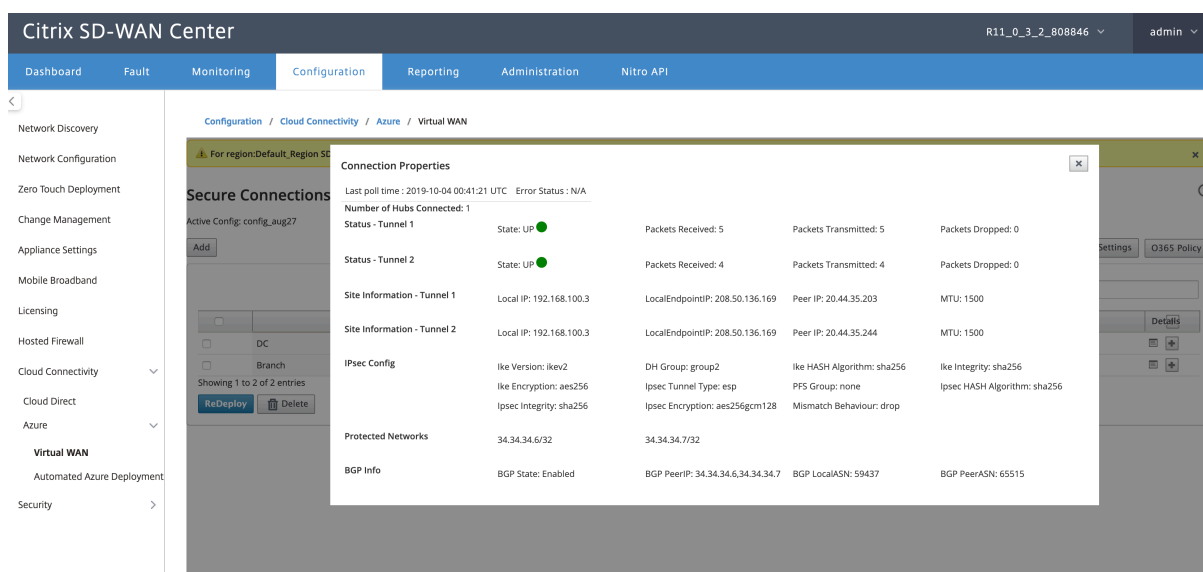 Citrix SD-WAN Center
R11_0_3_2_808846
admin
Dashboard Fault Monitoring Configuration Reporting Administration Nitro API
Network Discovery
Network Configuration
Zero Touch Deployment
Change Management
Appliance Settings
Mobile Broadband
Licensing
Hosted Firewall
Cloud Connectivity
Cloud Direct
Azure
Virtual WAN
Automated Azure Deployment
Security
Configuration / Cloud Connectivity / Azure / Virtual WAN
For region:Default_Region SD
Secure Connections
Active Config: config_aug27
Add
Settings
O365 Policy
Details
DC
Branch
Showing 1 to 2 of 2 entries
ReDeploy
Delete
Connection Properties
Last poll time : 2019-10-04 00:41:21 UTC Error Status : N/A
Number of Hubs Connected: 1
Status - Tunnel 1 State: UP Packets Received: 5 Packets Transmitted: 5 Packets Dropped: 0
Status - Tunnel 2 State: UP Packets Received: 4 Packets Transmitted: 4 Packets Dropped: 0
Site Information - Tunnel 1 Local IP: 192.168.100.3 LocalEndpointIP: 208.50.136.169 Peer IP: 20.44.35.203 MTU: 1500
Site Information - Tunnel 2 Local IP: 192.168.100.3 LocalEndpointIP: 208.50.136.169 Peer IP: 20.44.35.244 MTU: 1500
IPsec Config Ike Version: ikev2 DH Group: group2 Ike HASH Algorithm: sha256 Ike Integrity: sha256
Ike Encryption: aes256 Ipsec Tunnel Type: esp PFS Group: none Ipsec HASH Algorithm: sha256
Ipsec Integrity: sha256 Ipsec Encryption: aes256gcm128 Mismatch Behaviour: drop
Protected Networks 34.34.34.6/32 34.34.34.7/32
BGP Info BGP State: Enabled BGP PeerIP: 34.34.34.6,34.34.34.7 BGP LocalASN: 59437 BGP PeerASN: 65515